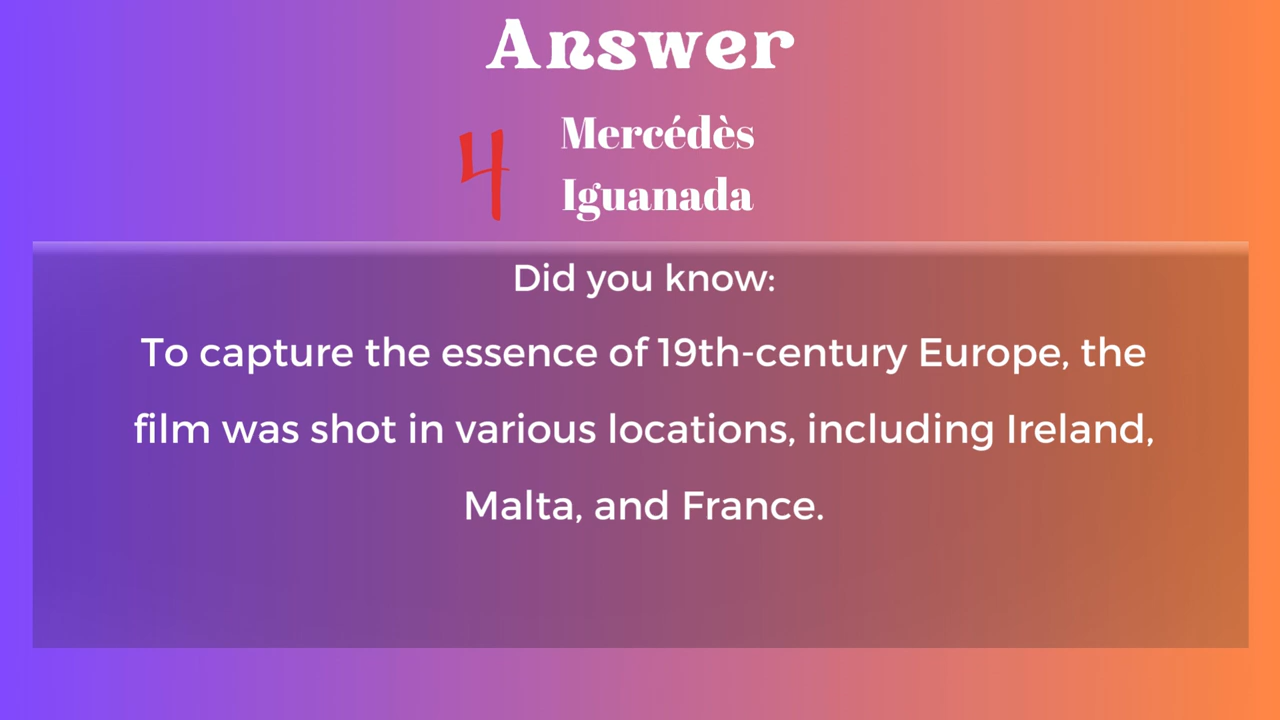 Answer
4
Mercédès
Iguanada
Did you know:
To capture the essence of 19th-century Europe, the
film was shot in various locations, including Ireland,
Malta, and France.